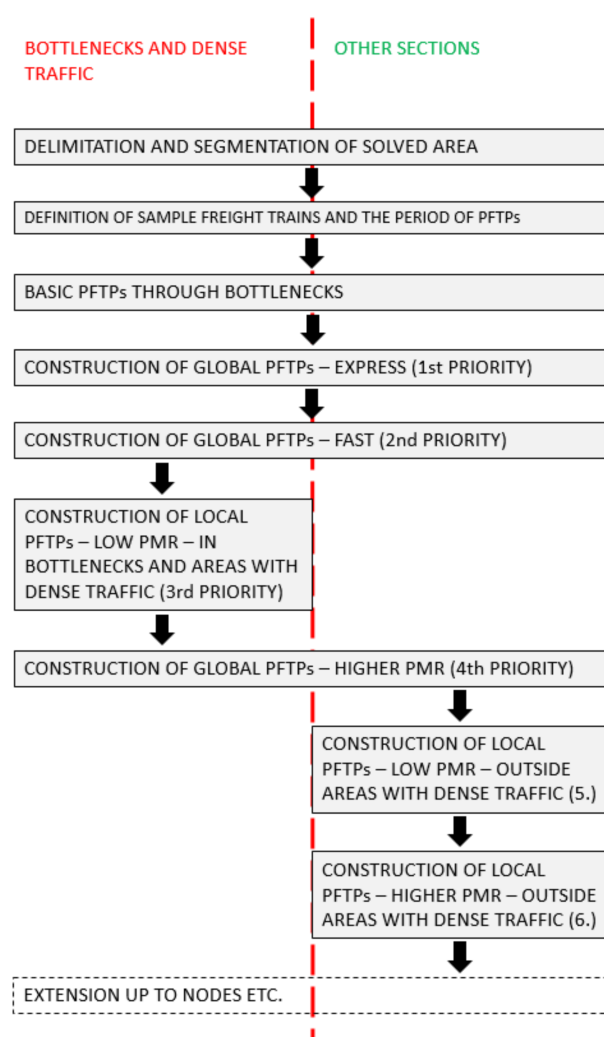 BOTTLENECKS AND DENSE
TRAFFIC
OTHER SECTIONS
DELIMITATION AND SEGMENTATION OF SOLVED AREA
DEFINITION OF SAMPLE FREIGHT TRAINS AND THE PERIOD OF PFTPs
BASIC PFTPs THROUGH BOTTLENECKS
CONSTRUCTION OF GLOBAL PFTPs – EXPRESS (1st PRIORITY)
CONSTRUCTION OF GLOBAL PFTPs – FAST (2nd PRIORITY)
CONSTRUCTION OF LOCAL
PFTPs – LOW PMR – IN
BOTTLENECKS AND AREAS WITH
DENSE TRAFFIC (3rd PRIORITY)
CONSTRUCTION OF GLOBAL PFTPs – HIGHER PMR (4th PRIORITY)
CONSTRUCTION OF LOCAL
PFTPs – LOW PMR – OUTSIDE
AREAS WITH DENSE TRAFFIC (5.)
CONSTRUCTION OF LOCAL
PFTPs – HIGHER PMR – OUTSIDE
AREAS WITH DENSE TRAFFIC (6.)
EXTENSION UP TO NODES ETC.